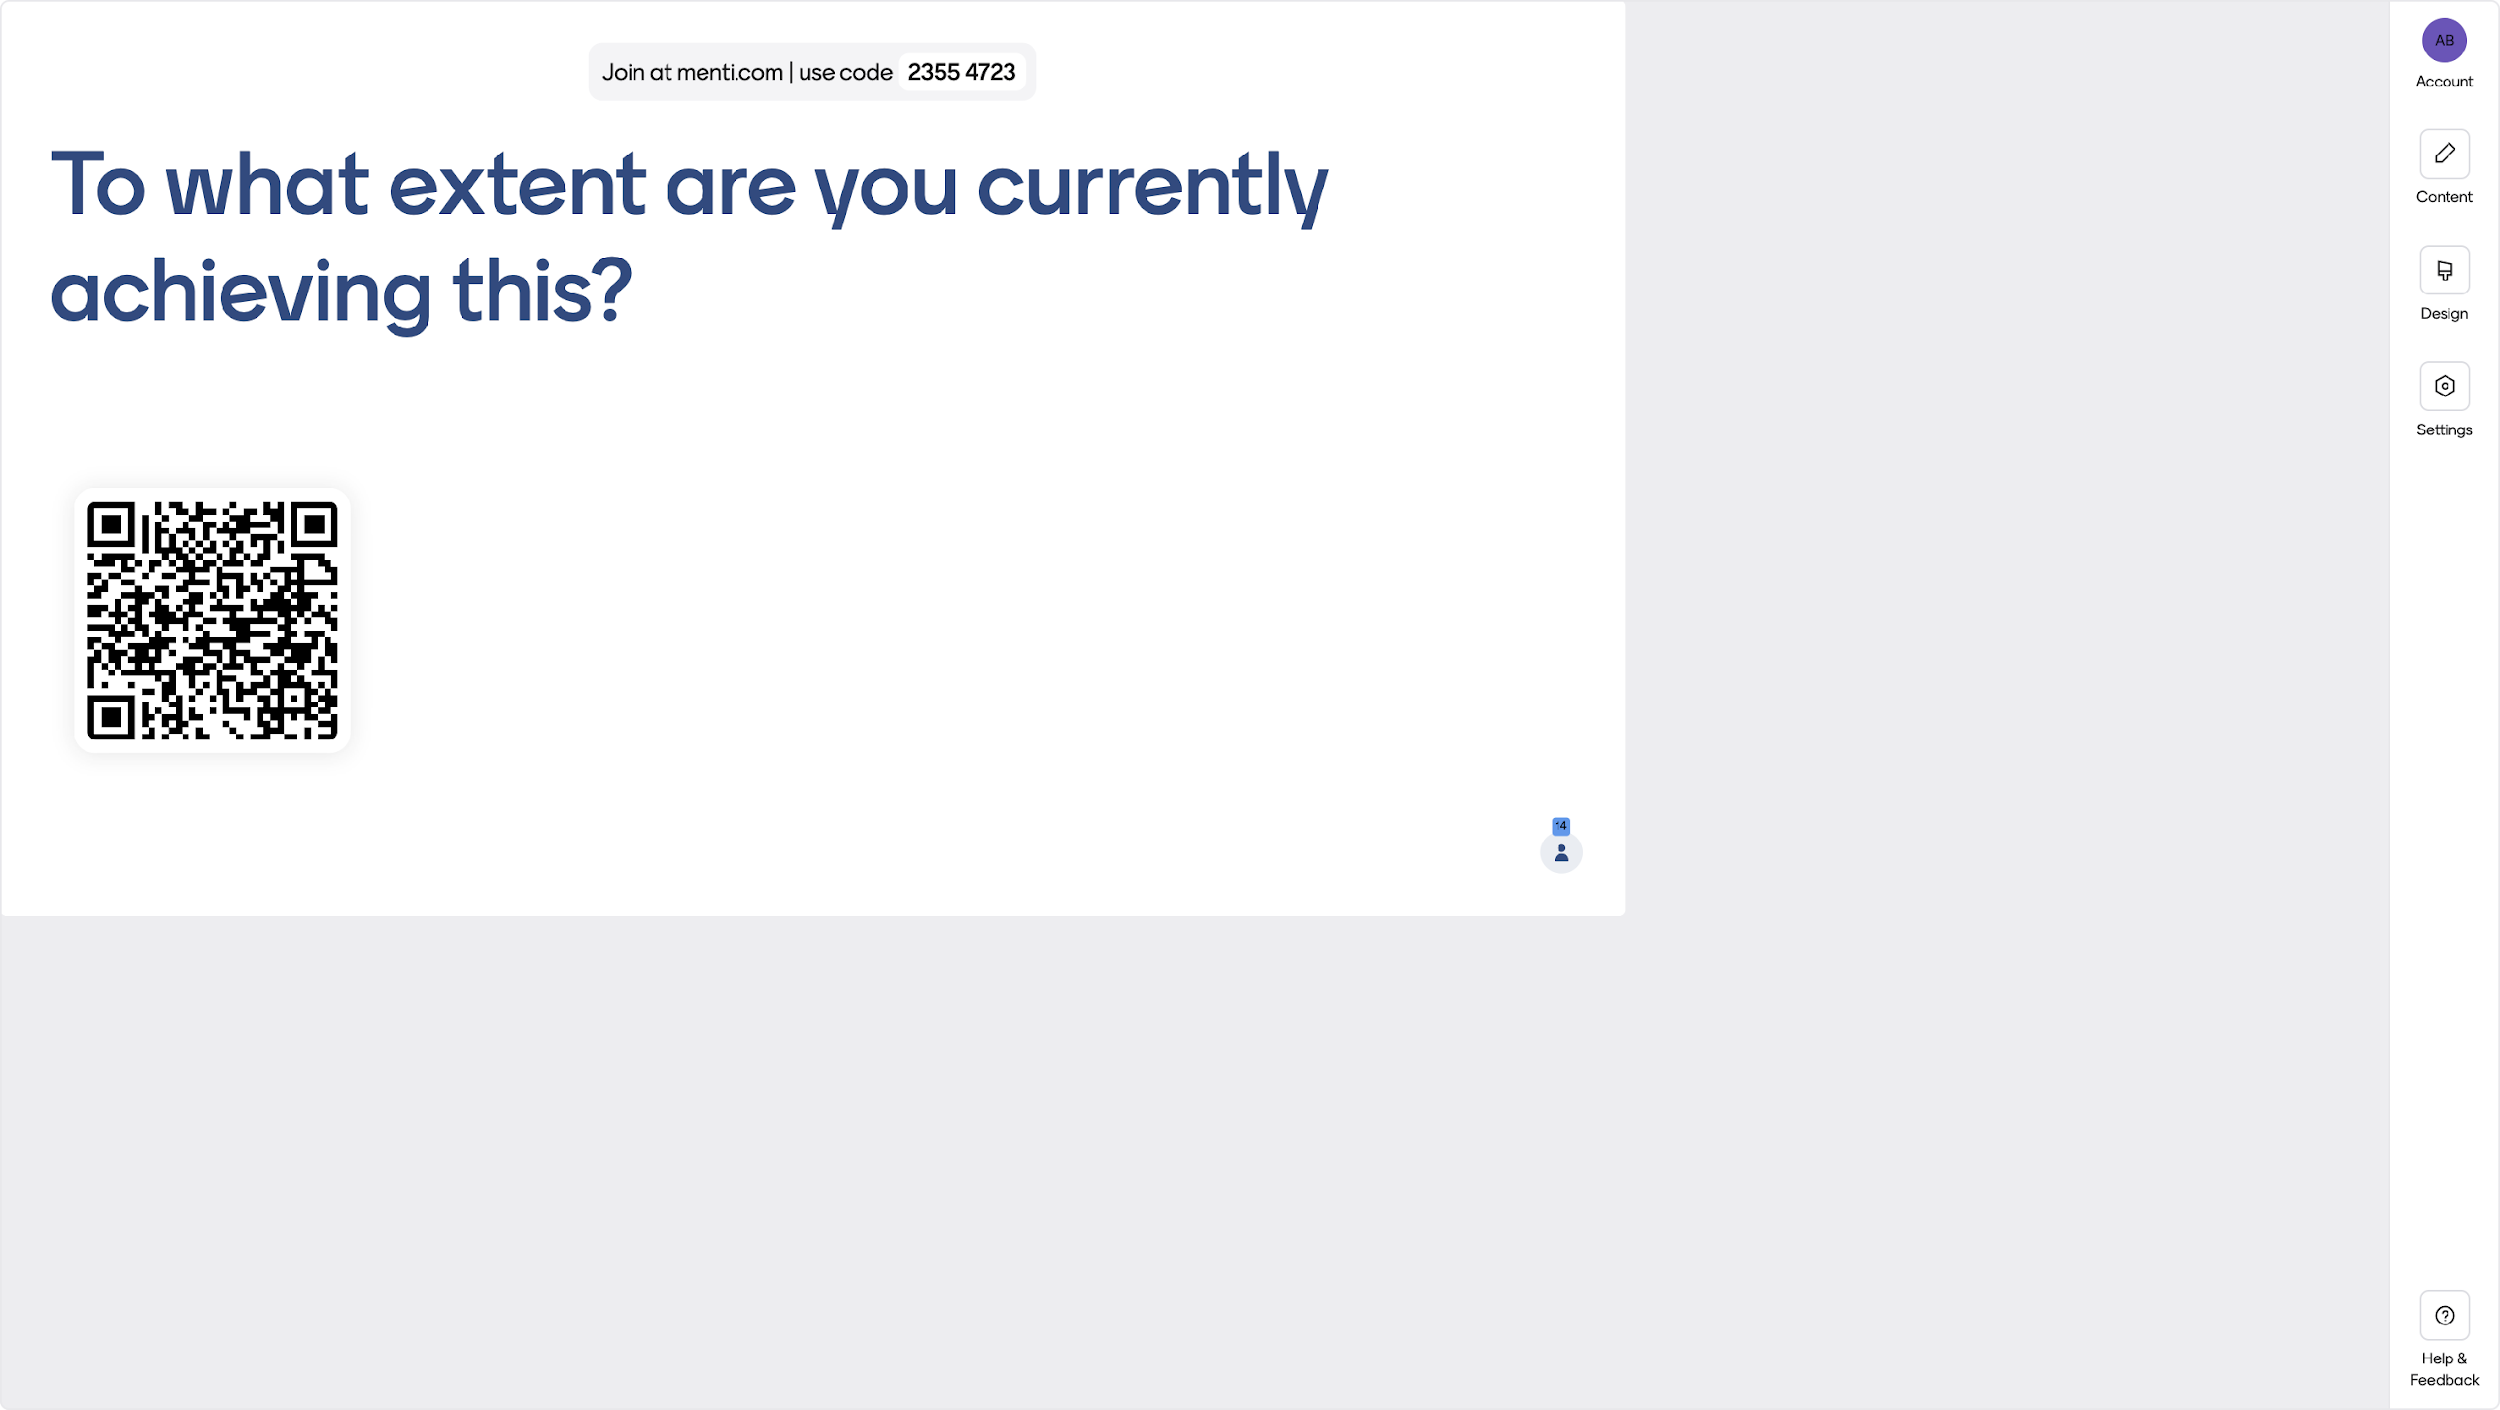 Join at menti.com | use code 2355 4723
To what extent are you currently
achieving this?
14
AB
Account
Content
Design
Settings
Help &
Feedback